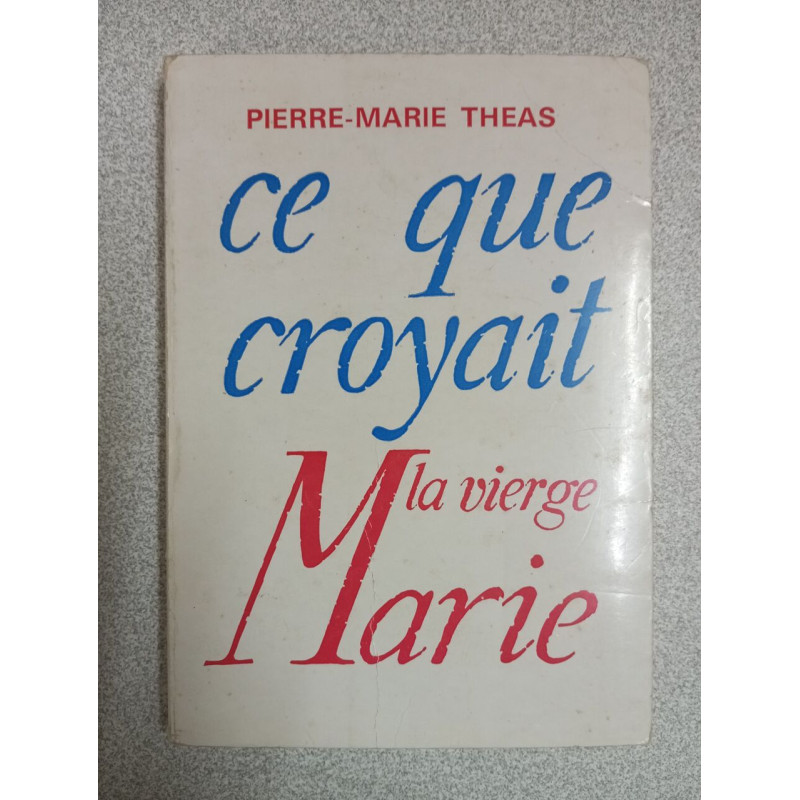 PIERRE-MARIE THEAS
ce que
croyait
la vierge
Marie